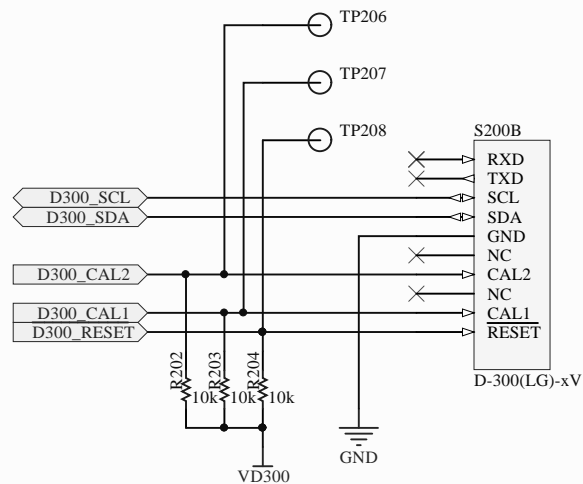 TP206
TP207
TP208
S200B
RXD
TXD
D300_SCL
SCL
D300_SDA
SDA
GND
NC
D300_CAL2
CAL2
NC
D300_CAL1
CAL1
D300_RESET
RESET
R202
10k
R203
10k
R204
10k
D-300(LG)-xV
GND
VD300